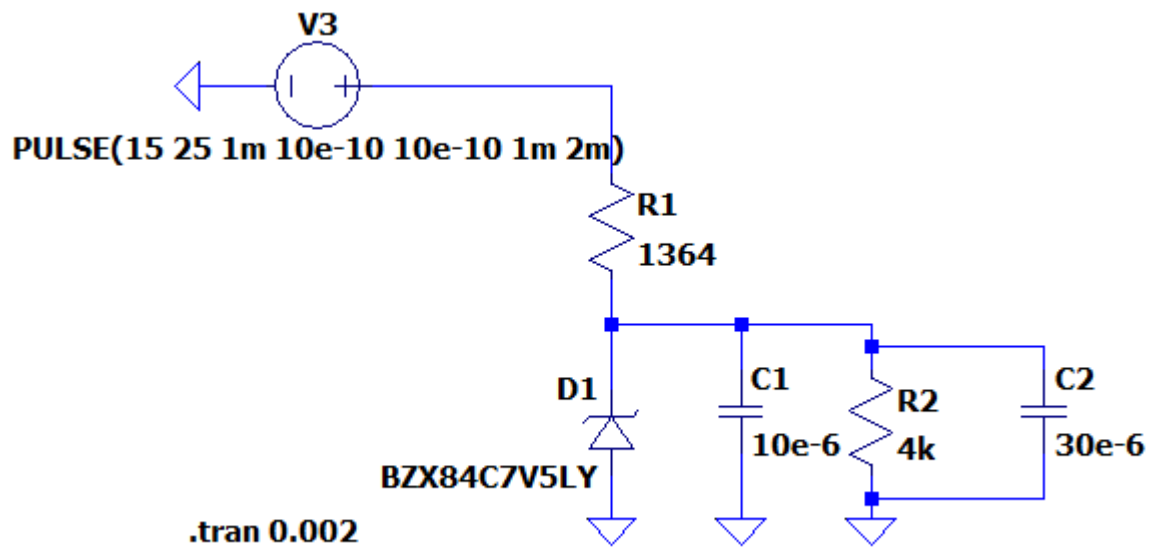 V3
PULSE(15 25 1m 10e-10 10e-10 1m 2m)
R1
1364
D1
BZX84C7V5LY
C1
10e-6
R2
4k
C2
30e-6
.tran 0.002